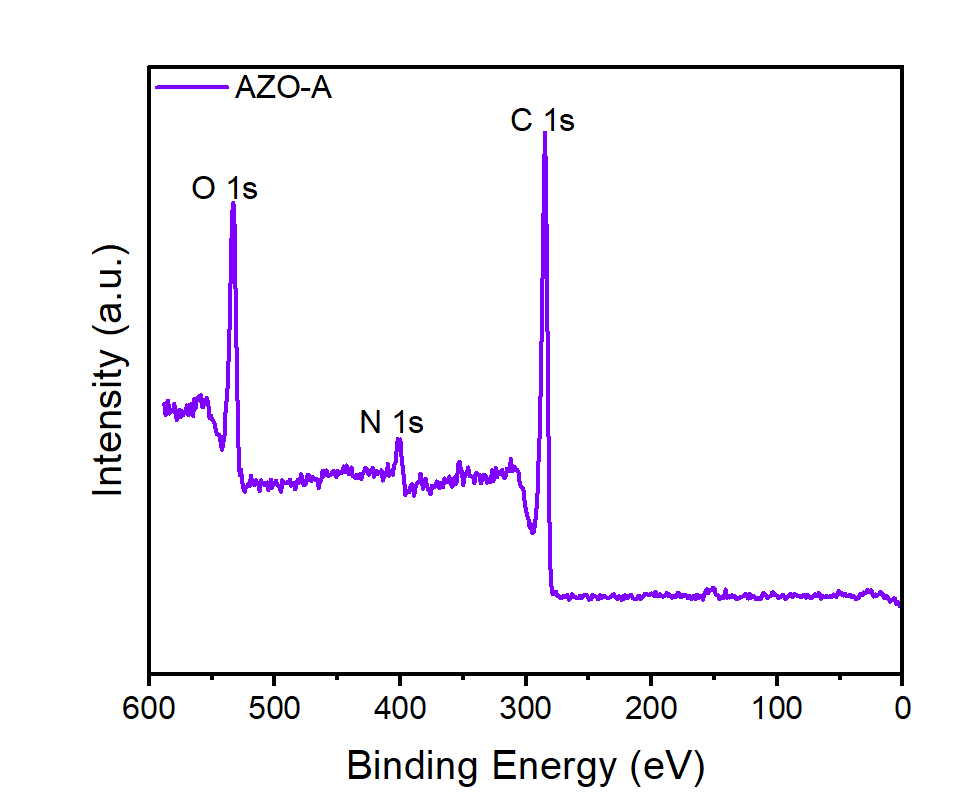 AZO-A
C 1s
O 1s
N 1s
Intensity (a.u.)
600 500 400 300 200 100 0
Binding Energy (eV)